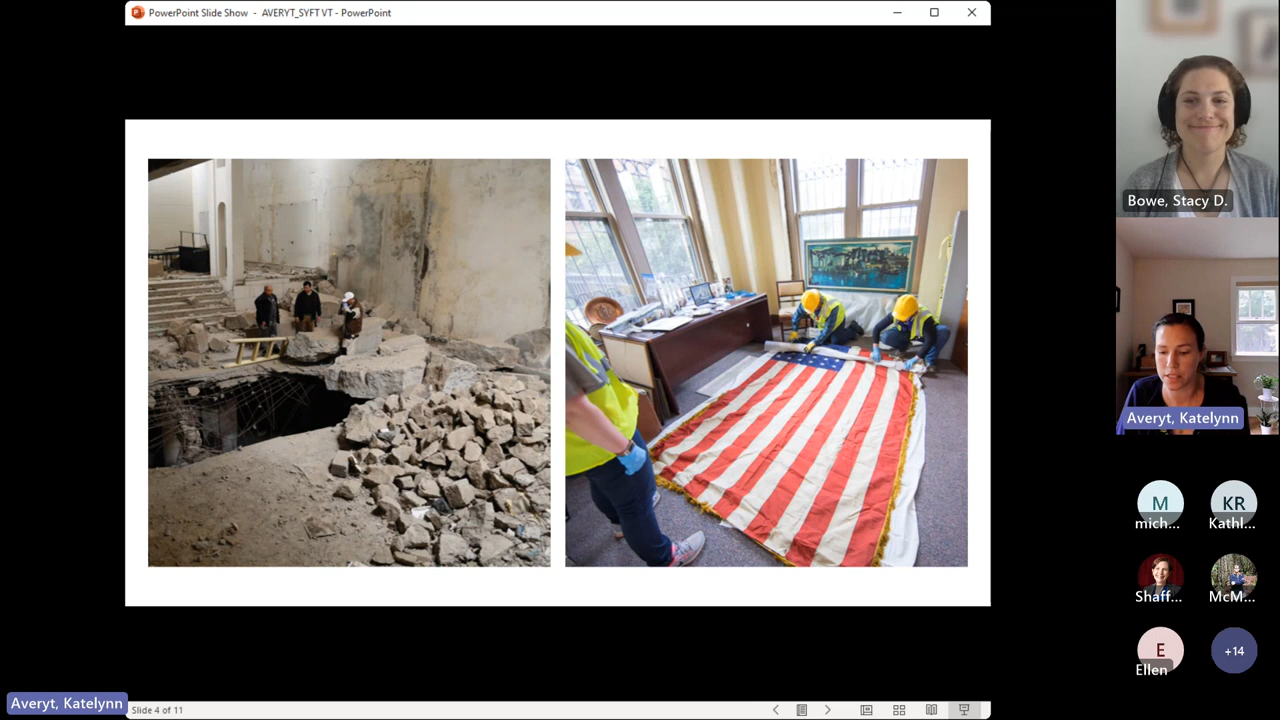 PowerPoint Slide Show - AVERYT_SYFT VT - PowerPoint
Bowe, Stacy D.
Averyt, Katelynn
M
KR
mich...
Kathl...
Shaff...
McM...
E
+14
Ellen
Averyt, Katelynn
Slide 4 of 11